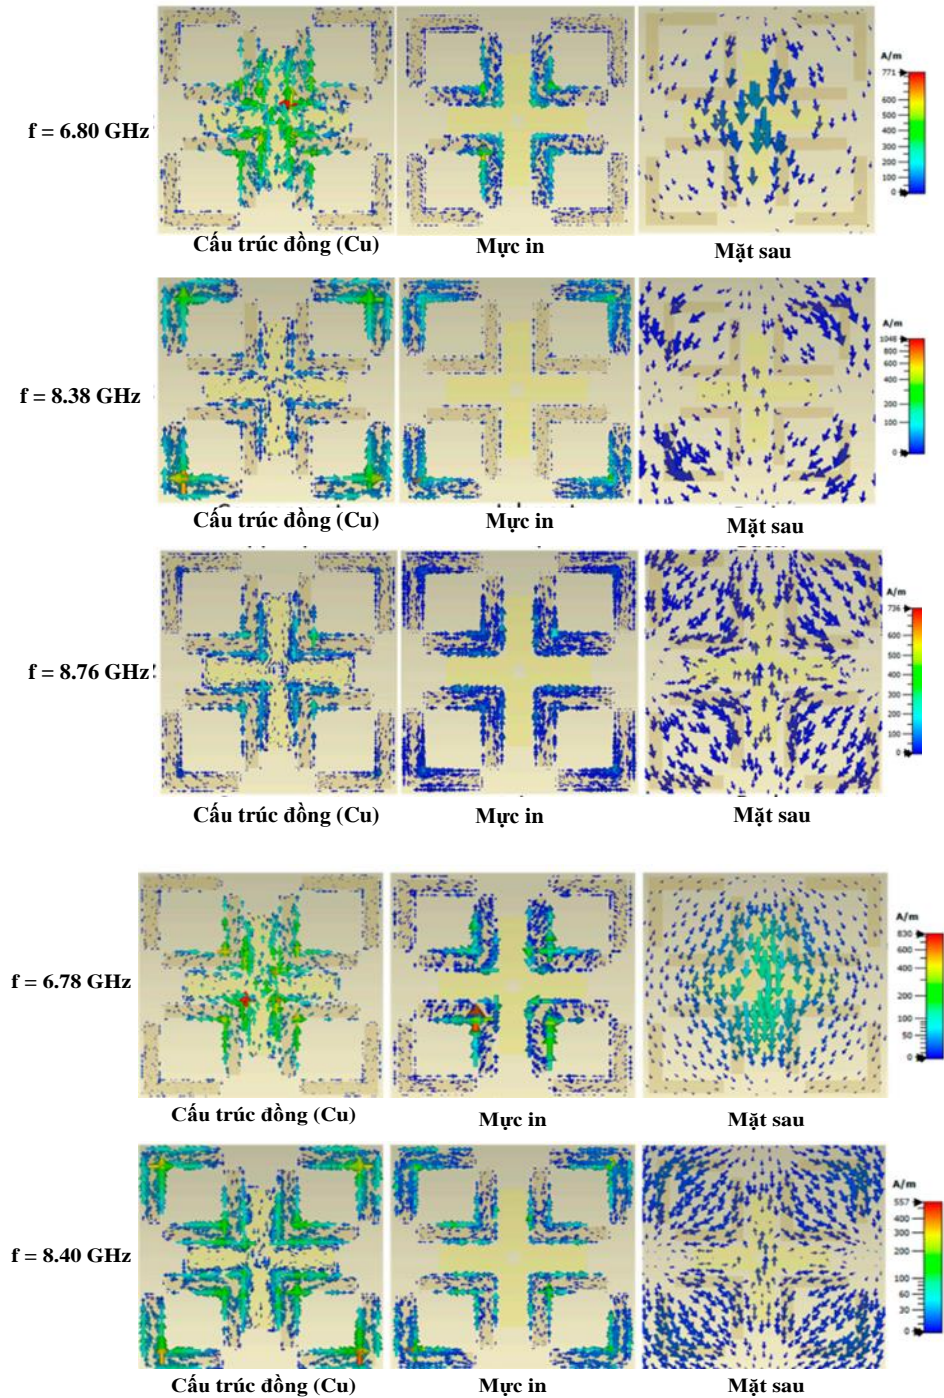 A/m
771
600
500
400
300
200
100
0
f = 6.80 GHz
Cấu trúc đồng (Cu)
Mực in
Mặt sau
A/m
1048
800
600
400
200
100
0
f = 8.38 GHz
Cấu trúc đồng (Cu)
Mực in
Mặt sau
A/m
736
600
500
400
300
200
100
0
f = 8.76 GHz
Cấu trúc đồng (Cu)
Mực in
Mặt sau
A/m
830
600
400
200
100
50
0
f = 6.78 GHz
Cấu trúc đồng (Cu)
Mực in
Mặt sau
A/m
557
400
300
200
100
60
30
0
f = 8.40 GHz
Cấu trúc đồng (Cu)
Mực in
Mặt sau